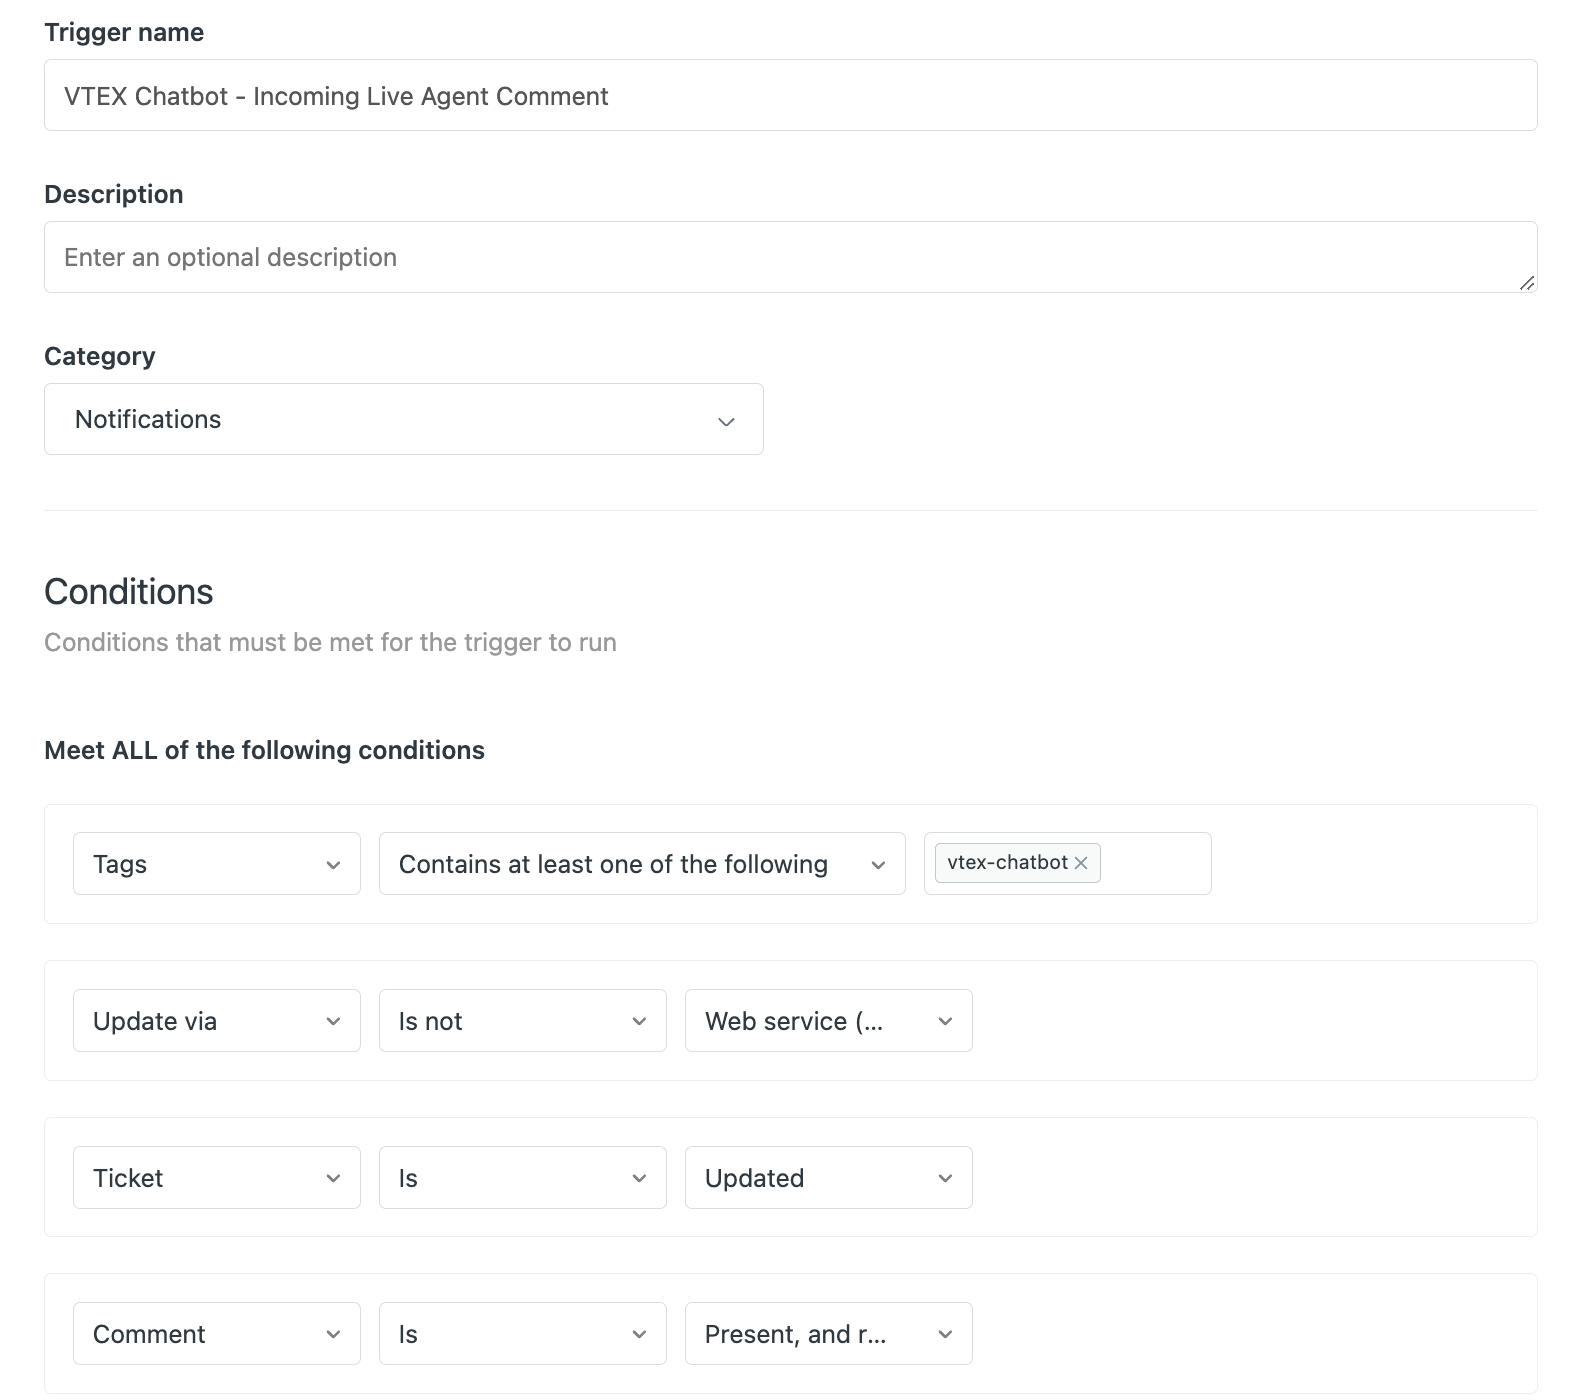 Trigger name
VTEX Chatbot - Incoming Live Agent Comment
Description
Enter an optional description
Category
Notifications
Conditions
Conditions that must be met for the trigger to run
Meet ALL of the following conditions
Tags Contains at least one of the following vtex-chatbot
Update via Is not Web service (...
Ticket Is Updated
Comment Is Present, and r...